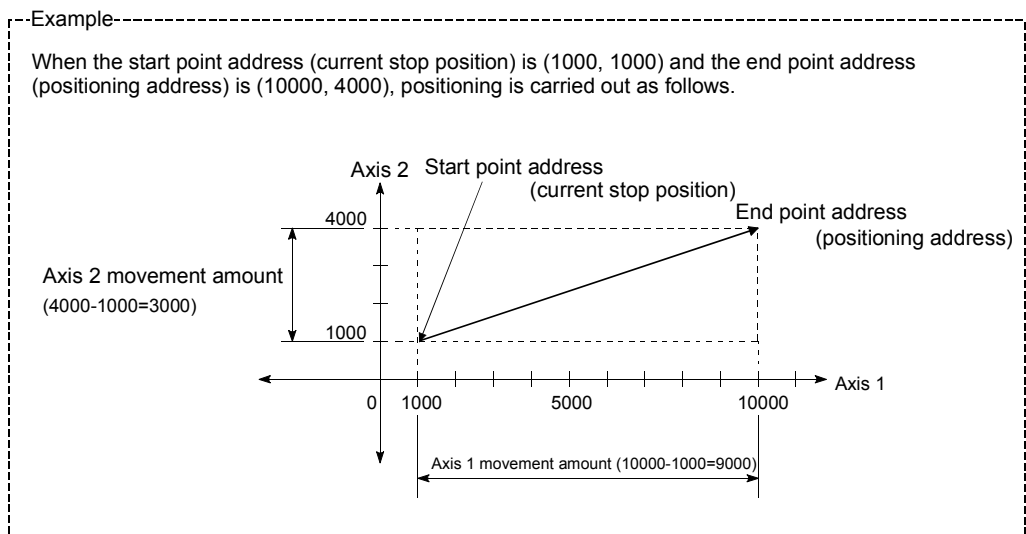 Example
When the start point address (current stop position) is (1000, 1000) and the end point address
(positioning address) is (10000, 4000), positioning is carried out as follows.
Axis 2
Start point address
(current stop position)
End point address
(positioning address)
4000
Axis 2 movement amount
(4000-1000=3000)
1000
Axis 1
0 1000 5000 10000
Axis 1 movement amount (10000-1000=9000)